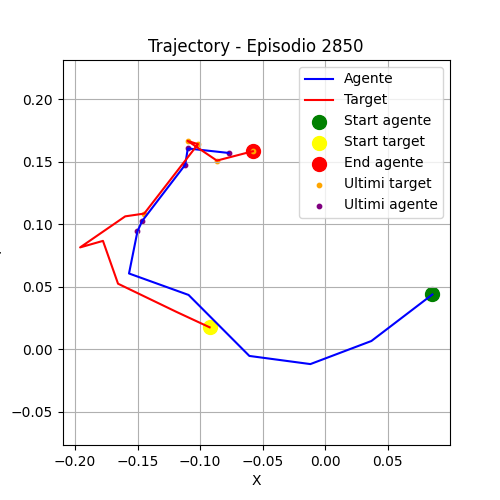 Trajectory - Episodio 2850
Agente
Target
Start agente
Start target
End agente
Ultimi target
Ultimi agente
0.20
0.15
0.10
0.05
0.00
−0.05
−0.20
−0.15
−0.10
−0.05
0.00
0.05
X